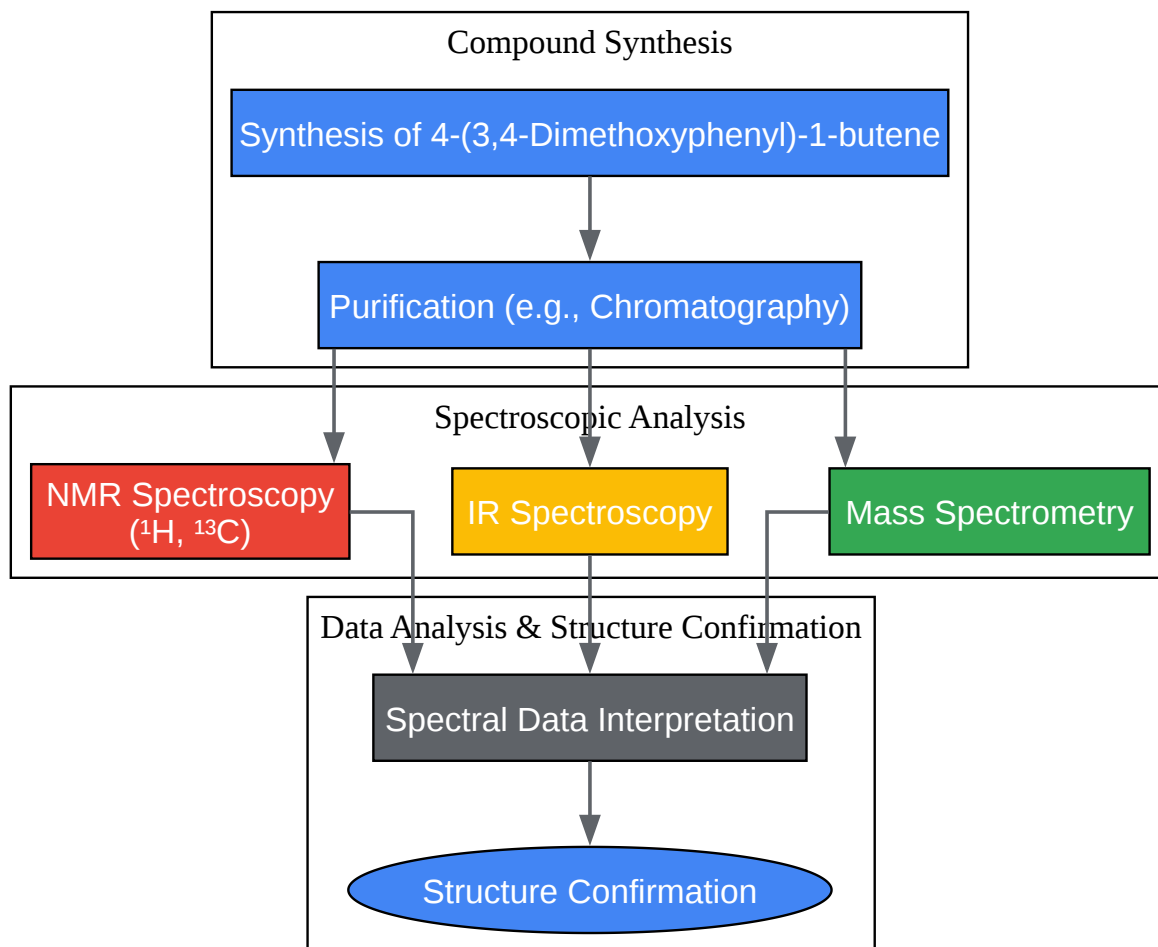 Compound Synthesis
Synthesis of 4-(3,4-Dimethoxyphenyl)-1-butene
Purification (e.g., Chromatography)
Spectroscopic Analysis
NMR Spectroscopy
(¹H, ¹³C)
IR Spectroscopy
Mass Spectrometry
Data Analysis & Structure Confirmation
Spectral Data Interpretation
Structure Confirmation